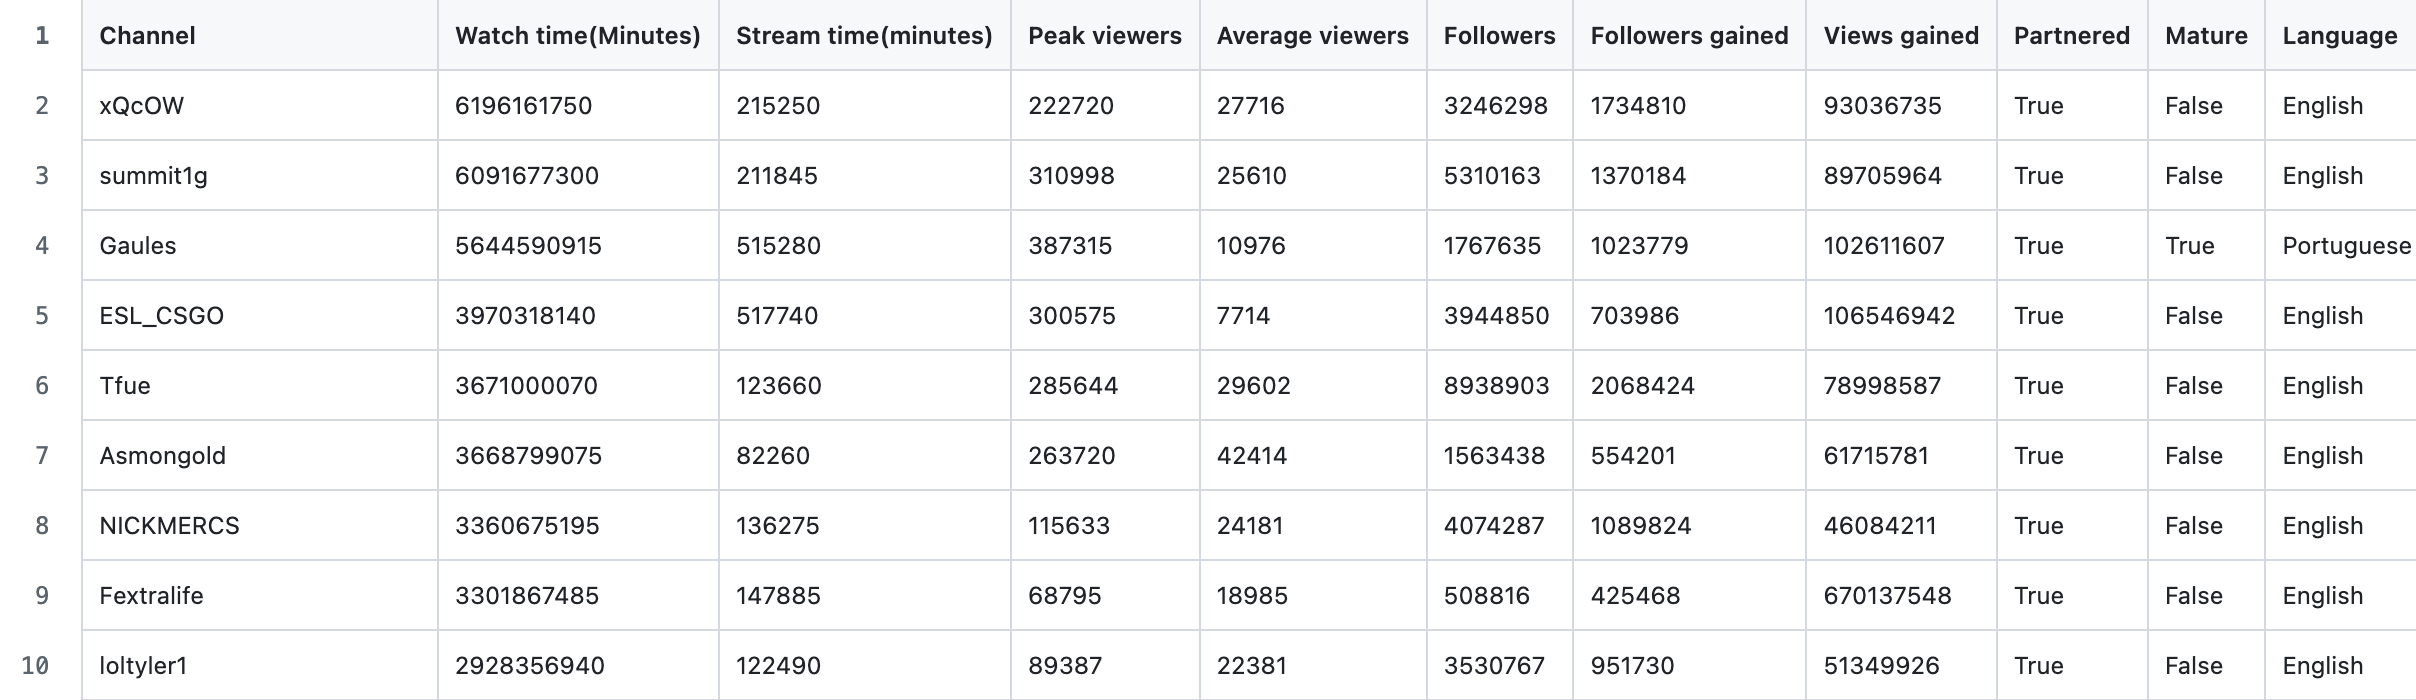 1 Channel Watch time(Minutes) Stream time(minutes) Peak viewers Average viewers Followers Followers gained Views gained Partnered Mature Language
2 xQcOW 6196161750 215250 222720 27716 3246298 1734810 93036735 True False English
3 summit1g 6091677300 211845 310998 25610 5310163 1370184 89705964 True False English
4 Gaules 5644590915 515280 387315 10976 1767635 1023779 102611607 True True Portuguese
5 ESL_CSGO 3970318140 517740 300575 7714 3944850 703986 106546942 True False English
6 Tfue 3671000070 123660 285644 29602 8938903 2068424 78998587 True False English
7 Asmongold 3668799075 82260 263720 42414 1563438 554201 61715781 True False English
8 NICKMERCS 3360675195 136275 115633 24181 4074287 1089824 46084211 True False English
9 Fextralife 3301867485 147885 68795 18985 508816 425468 670137548 True False English
10 loltyler1 2928356940 122490 89387 22381 3530767 951730 51349926 True False English